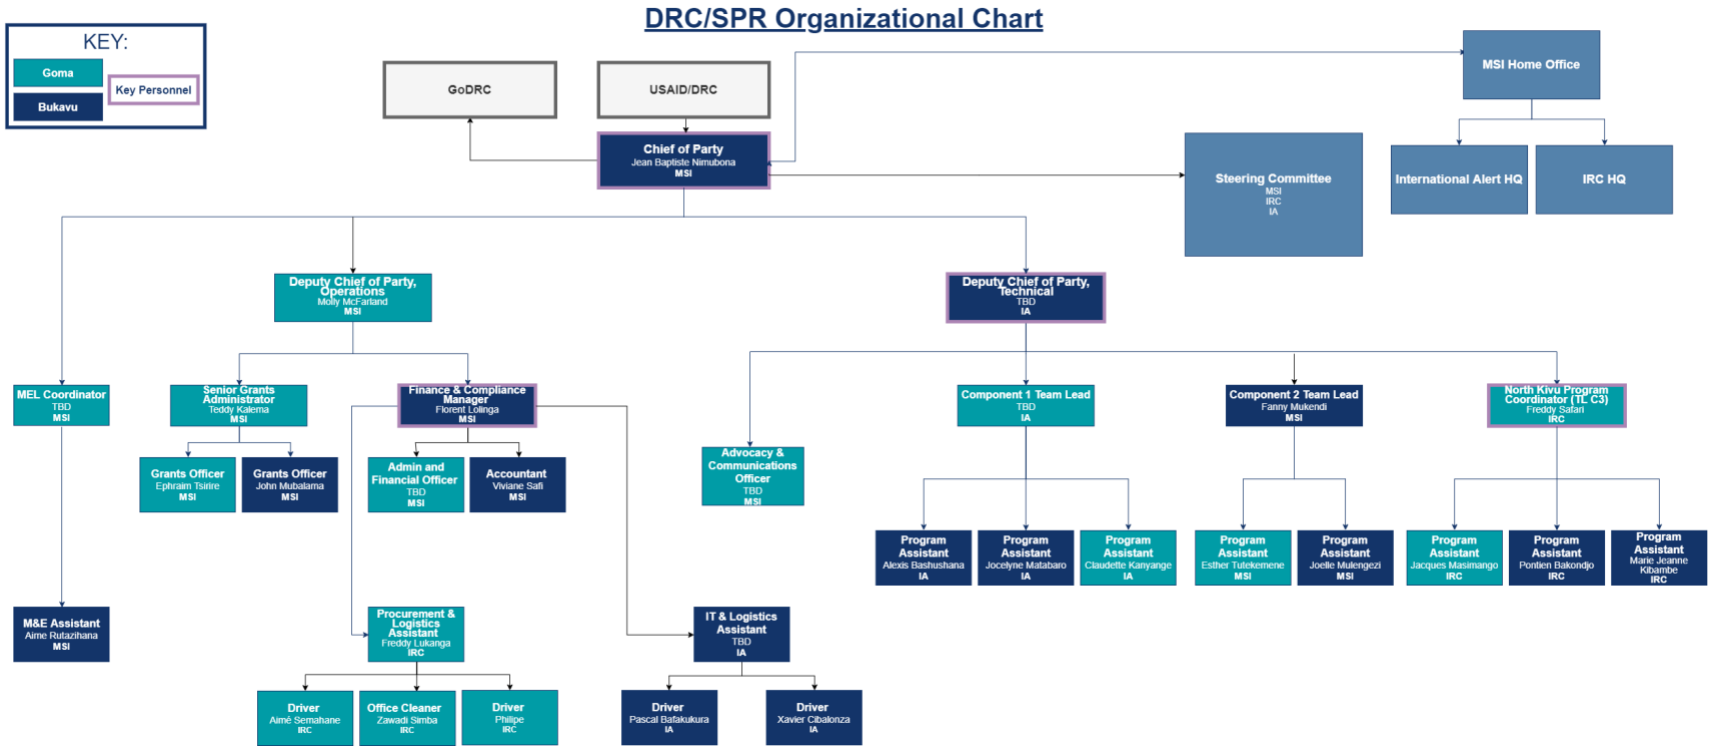 DRC/SPR Organizational Chart
KEY:
Goma
Bukavu
Key Personnel
GoDRC
USAID/DRC
MSI Home Office
Chief of Party
Jean Baptiste Nimubona
MSI
Steering Committee
MSI
IRC
IA
International Alert HQ
IRC HQ
Deputy Chief of Party,
Operations
Molly McFarland
MSI
Deputy Chief of Party,
Technical
TBD
IA
MEL Coordinator
TBD
MSI
Senior Grants
Administrator
Teddy Kalema
MSI
Finance & Compliance
Manager
Florent Lolinga
MSI
Component 1 Team Lead
TBD
IA
Component 2 Team Lead
Fanny Mukendi
MSI
North Kivu Program
Coordinator (TL C3)
Freddy Safari
IRC
Grants Officer
Ephraim Tsirire
MSI
Grants Officer
John Mubalama
MSI
Admin and
Financial Officer
TBD
MSI
Accountant
Viviane Safi
MSI
Advocacy &
Communications
Officer
TBD
MSI
Program
Assistant
Alexis Bashushana
IA
Program
Assistant
Jocelyne Matabaro
IA
Program
Assistant
Claudette Kanyange
IA
Program
Assistant
Esther Tutekemene
MSI
Program
Assistant
Joelle Mulengezi
MSI
Program
Assistant
Jacques Masimango
IRC
Program
Assistant
Pontien Bakondjo
IRC
Program
Assistant
Marie Jeanne
Kibambe
IRC
M&E Assistant
Aime Rutazihana
MSI
Procurement &
Logistics
Assistant
Freddy Lukanga
IRC
IT & Logistics
Assistant
TBD
IA
Driver
Aimé Semahane
IRC
Office Cleaner
Zawadi Simba
IRC
Driver
Philipe
IRC
Driver
Pascal Bafakukura
IA
Driver
Xavier Cibalonza
IA